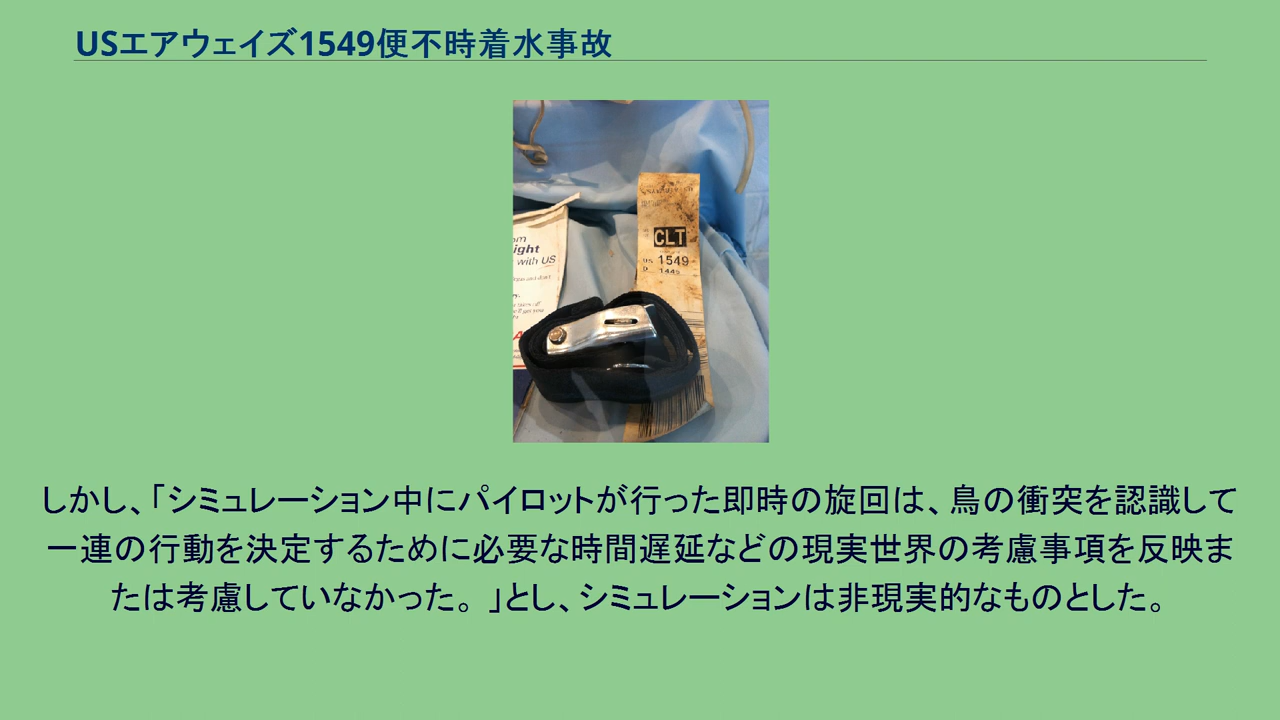 USエアウェイズ1549便不時着水事故
ight
with US
CLT
US 1549
D 1445
しかし、「シミュレーション中にパイロットが行った即時の旋回は、鳥の衝突を認識して
一連の行動を決定するために必要な時間遅延などの現実世界の考慮事項を反映ま
たは考慮していなかった。」とし、シミュレーションは非現実的なものとした。